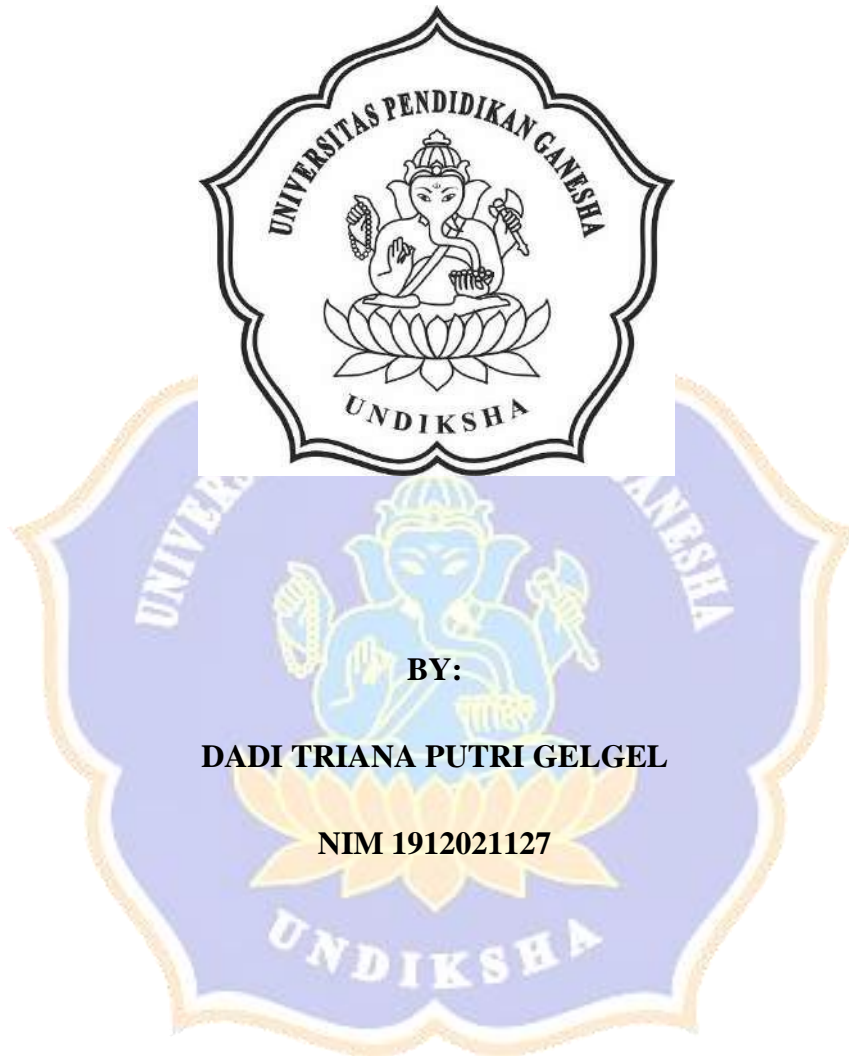 UNIVERSITAS PENDIDIKAN GANESHA
UNDIKSHA
BY:
DADI TRIANA PUTRI GELGEL
NIM 1912021127
UNDIKSHA